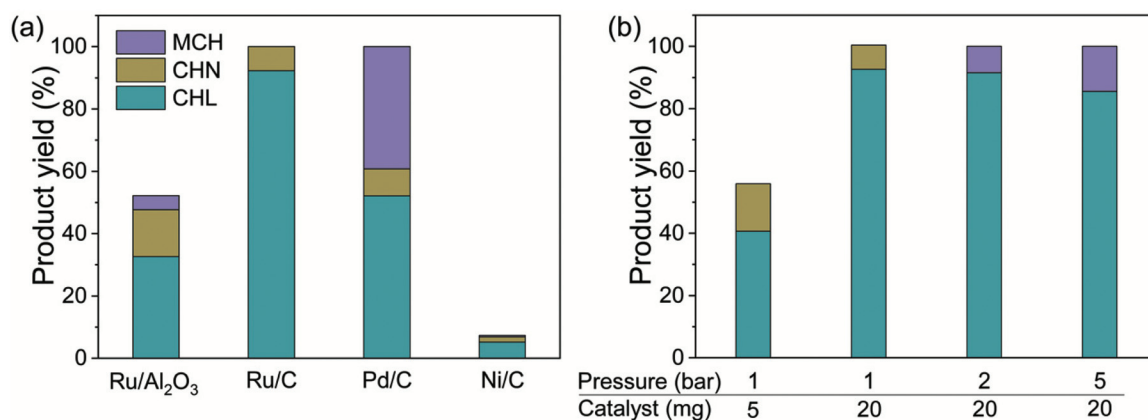 (a)
MCH
CHN
CHL
Product yield (%)
100
80
60
40
20
0
Ru/Al₂O₃ Ru/C Pd/C Ni/C
(b)
Product yield (%)
100
80
60
40
20
0
Pressure (bar) 1 1 2 5
Catalyst (mg) 5 20 20 20